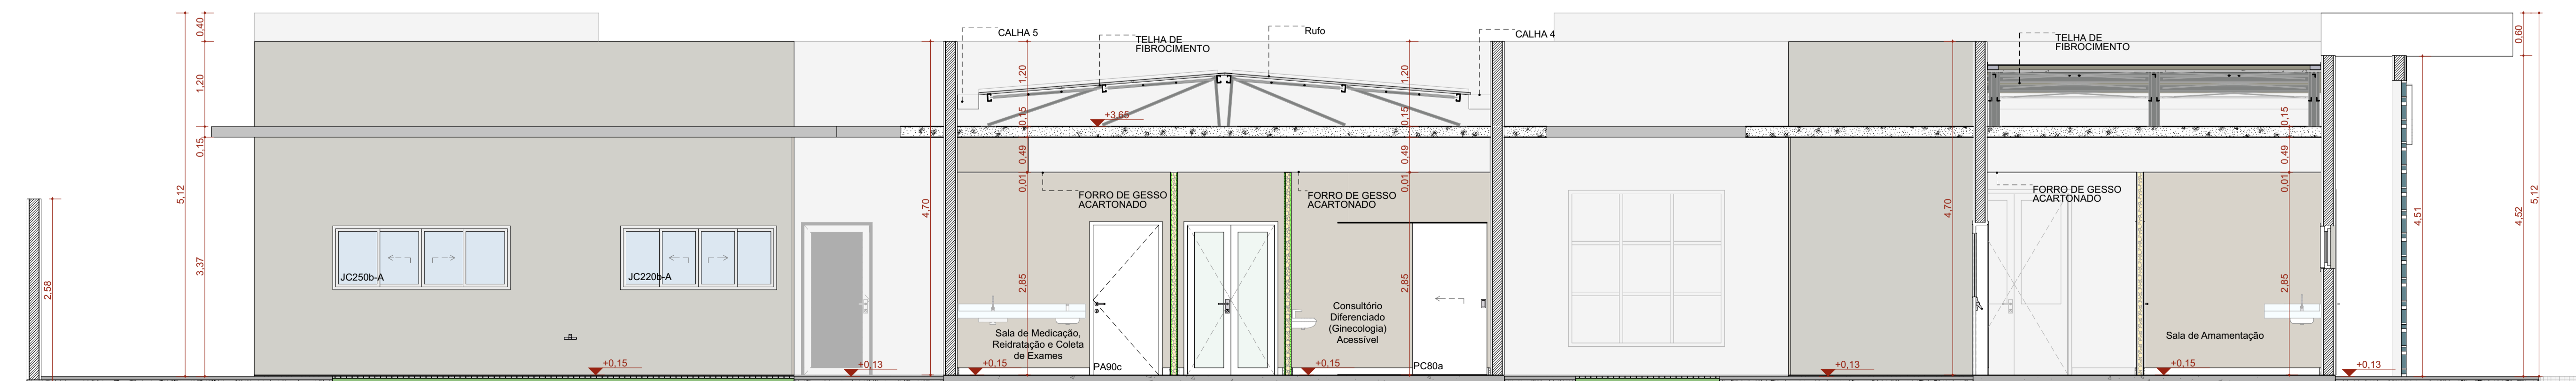 2,58
5,12
0,40
1,20
0,15
3,37
JC250b-A
JC220b-A
+0,15
+0,13
4,70
CALHA 5
TELHA DE
FIBROCIMENTO
Rufo
CALHA 4
1,20
0,15
+3,65
0,49
0,01
2,85
FORRO DE GESSO
ACARTONADO
Sala de Medicação,
Reidratação e Coleta
de Exames
+0,15
PA90c
1,20
0,15
0,49
0,01
2,85
FORRO DE GESSO
ACARTONADO
Consultório
Diferenciado
(Ginecologia)
Acessível
+0,15
PC80a
+0,13
4,70
TELHA DE
FIBROCIMENTO
FORRO DE GESSO
ACARTONADO
0,15
0,49
0,01
2,85
Sala de Amamentação
+0,15
+0,13
4,51
0,60
4,52
5,12